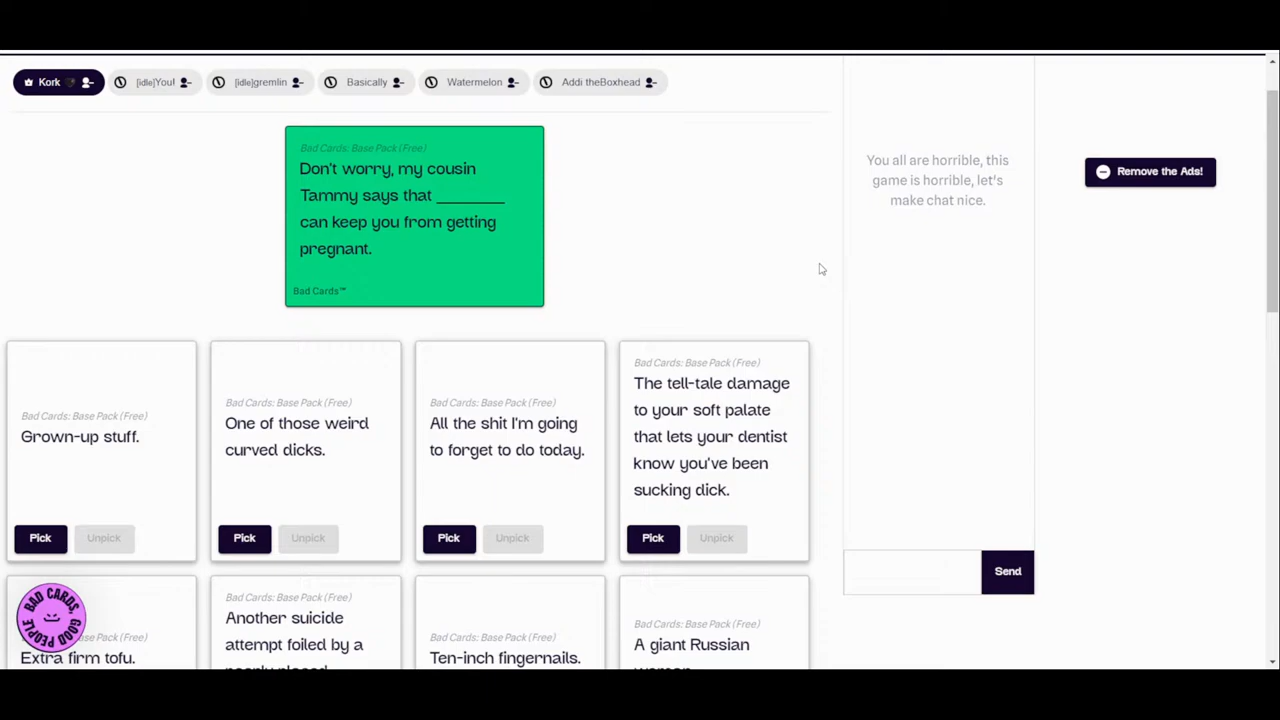 Kork
[idle]You!
[idle]gremlin
Basically
Watermelon
Addi theBoxhead
Bad Cards: Base Pack (Free)
Don't worry, my cousin
Tammy says that ________
can keep you from getting
pregnant.
Bad Cards™
You all are horrible, this
game is horrible, let's
make chat nice.
Remove the Ads!
Bad Cards: Base Pack (Free)
Grown-up stuff.
Pick
Unpick
Bad Cards: Base Pack (Free)
One of those weird
curved dicks.
Pick
Unpick
Bad Cards: Base Pack (Free)
All the shit I'm going
to forget to do today.
Pick
Unpick
Bad Cards: Base Pack (Free)
The tell-tale damage
to your soft palate
that lets your dentist
know you've been
sucking dick.
Pick
Unpick
Send
BAD CARDS,
GOOD PEOPLE
Base Pack (Free)
Extra firm tofu.
Bad Cards: Base Pack (Free)
Another suicide
attempt foiled by a
Bad Cards: Base Pack (Free)
Ten-inch fingernails.
Bad Cards: Base Pack (Free)
A giant Russian